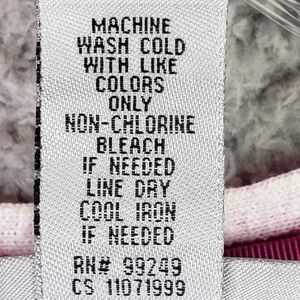 MACHINE
WASH COLD
WITH LIKE
COLORS
ONLY
NON-CHLORINE
BLEACH
IF NEEDED
LINE DRY
COOL IRON
IF NEEDED
RN# 99249
CS 11071999